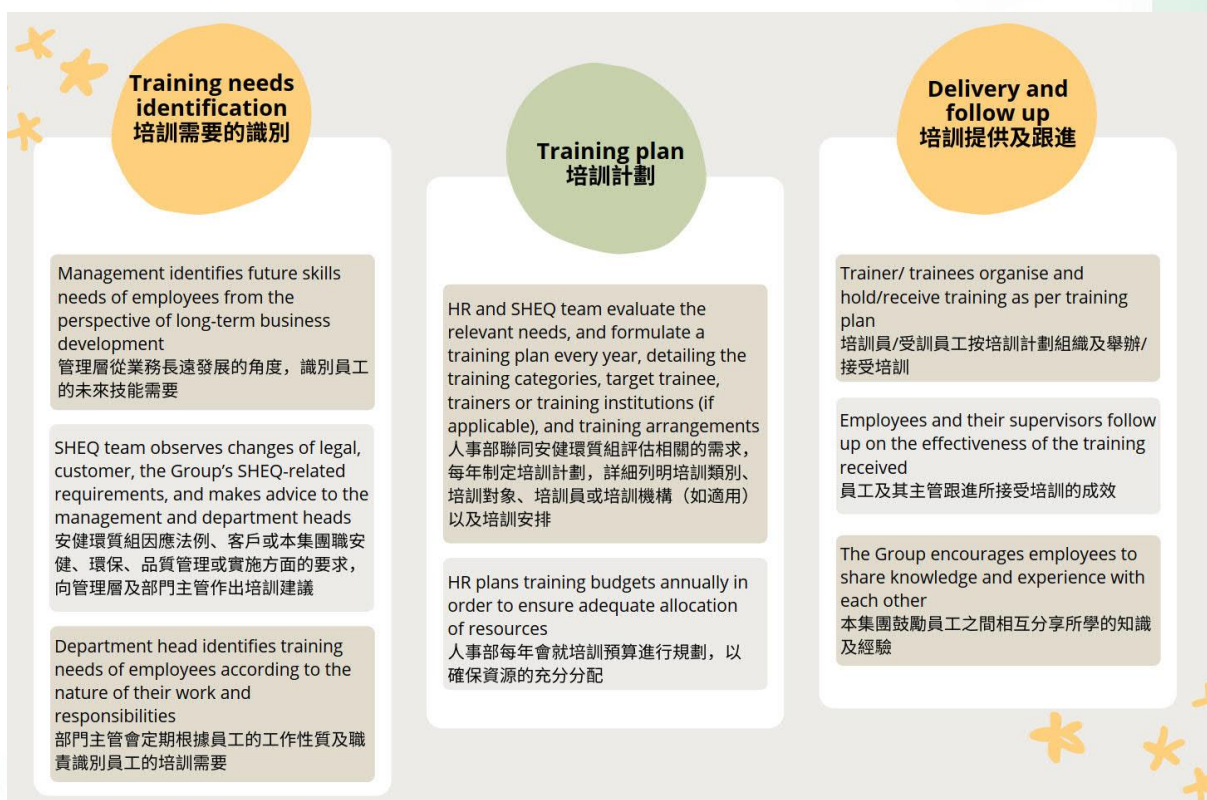 Training needs
identification
培訓需要的識別
Management identifies future skills
needs of employees from the
perspective of long-term business
development
管理層從業務長遠發展的角度，識別員工
的未來技能需要
SHEQ team observes changes of legal,
customer, the Group's SHEQ-related
requirements, and makes advice to the
management and department heads
安健環質組因應法例、客戶或本集團職安
健、環保、品質管理或實施方面的要求，
向管理層及部門主管作出培訓建議
Department head identifies training
needs of employees according to the
nature of their work and
responsibilities
部門主管會定期根據員工的工作性質及職
責識別員工的培訓需要
Training plan
培訓計劃
HR and SHEQ team evaluate the
relevant needs, and formulate a
training plan every year, detailing the
training categories, target trainee,
trainers or training institutions (if
applicable), and training arrangements
人事部聯同安健環質組評估相關的需求，
每年制定培訓計劃，詳細列明培訓類別、
培訓對象、培訓員或培訓機構（如適用）
以及培訓安排
HR plans training budgets annually in
order to ensure adequate allocation
of resources
人事部每年會就培訓預算進行規劃，以
確保資源的充分分配
Delivery and
follow up
培訓提供及跟進
Trainer/ trainees organise and
hold/receive training as per training
plan
培訓員/受訓員工按培訓計劃組織及舉辦/
接受培訓
Employees and their supervisors follow
up on the effectiveness of the training
received
員工及其主管跟進所接受培訓的成效
The Group encourages employees to
share knowledge and experience with
each other
本集團鼓勵員工之間相互分享所學的知識
及經驗